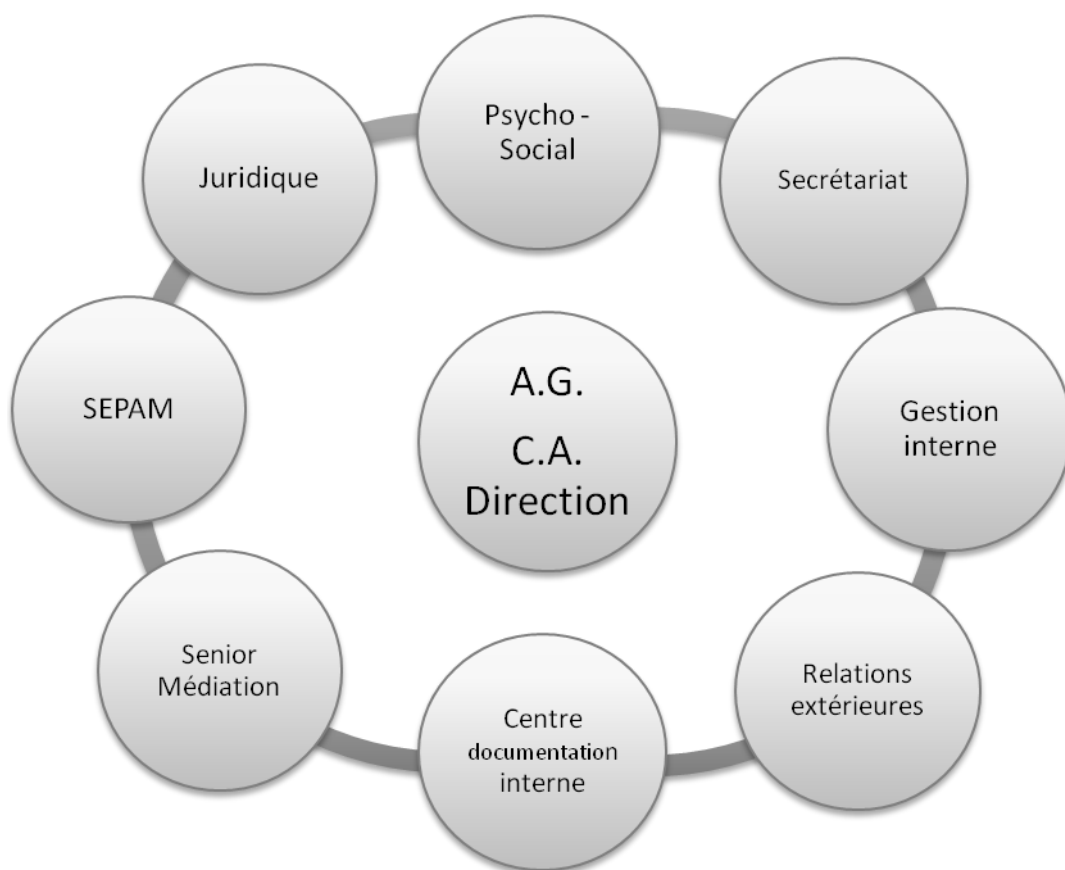 Psycho -
Social
Juridique
Secrétariat
SEPAM
A.G.
C.A.
Direction
Gestion
interne
Senior
Médiation
Centre
documentation
interne
Relations
extérieures